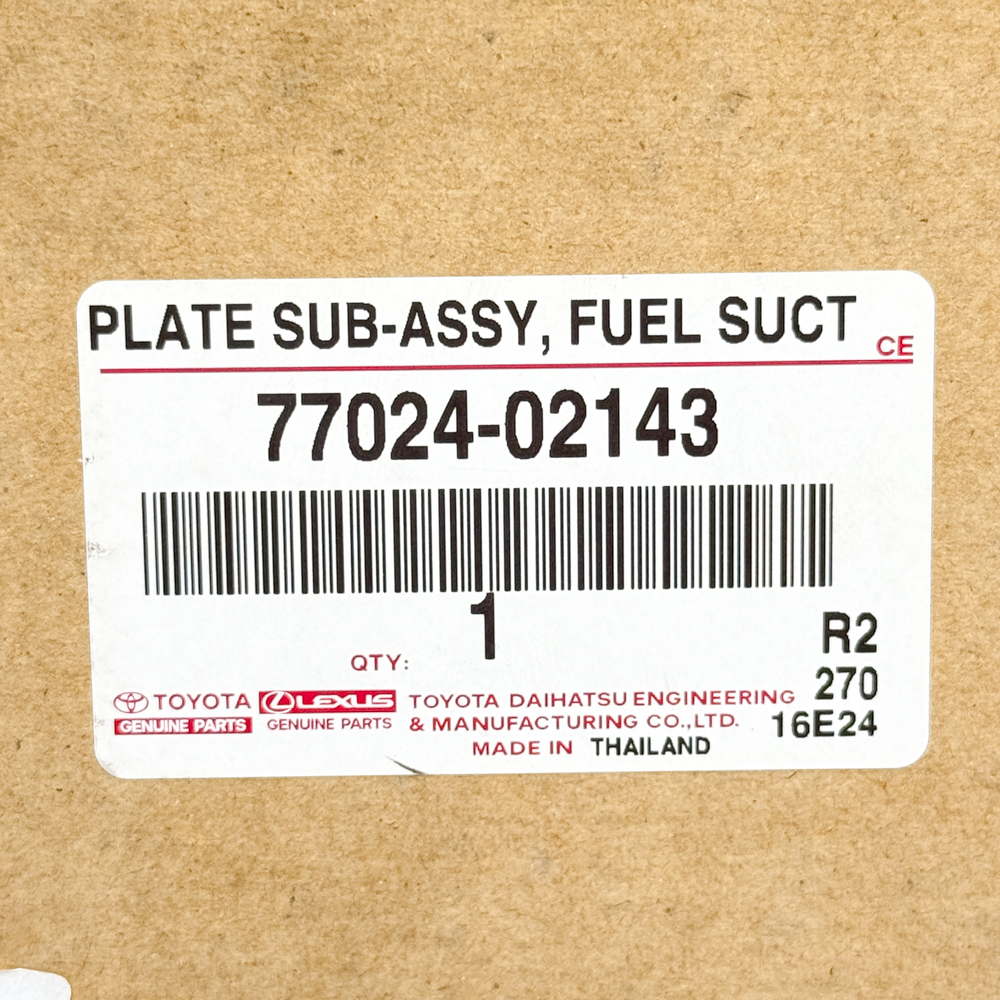 PLATE SUB-ASSY, FUEL SUCT CE
77024-02143
1
QTY:
R2
270
16E24
TOYOTA
GENUINE PARTS
LEXUS
GENUINE PARTS
TOYOTA DAIHATSU ENGINEERING
& MANUFACTURING CO.,LTD.
MADE IN THAILAND